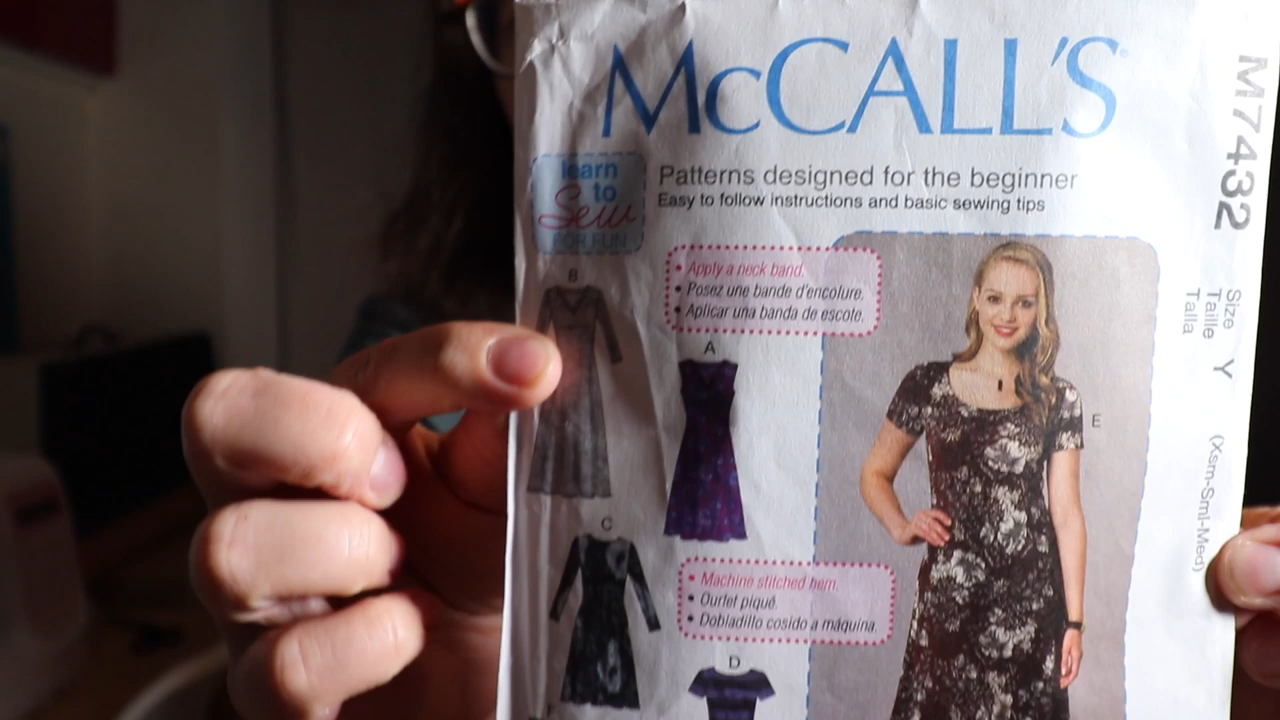 McCALL'S
learn
to
Sew
FOR FUN
Patterns designed for the beginner
Easy to follow instructions and basic sewing tips
M7432
Size
Taille
Talla
Y
(Xsm-Sml-Med)
• Apply a neck band.
• Posez une bande d'encolure.
• Aplicar una banda de escote.
B
A
E
C
• Machine stitched hem.
• Ourlet piqué.
• Dobladillo cosido a máquina.
D